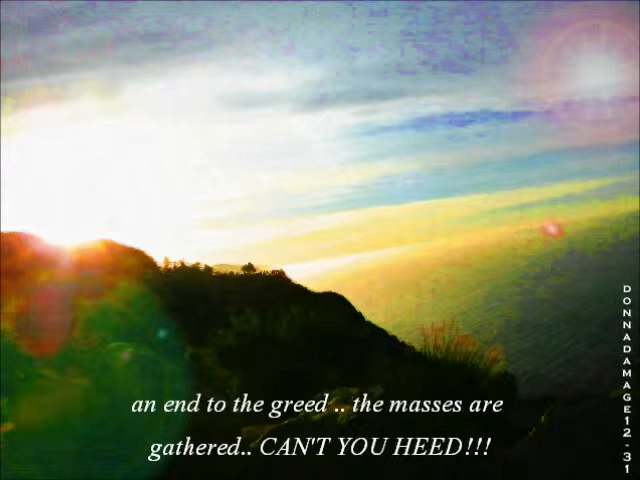 an end to the greed .. the masses are
gathered.. CAN'T YOU HEED!!!
DONNADAMAGE12-31